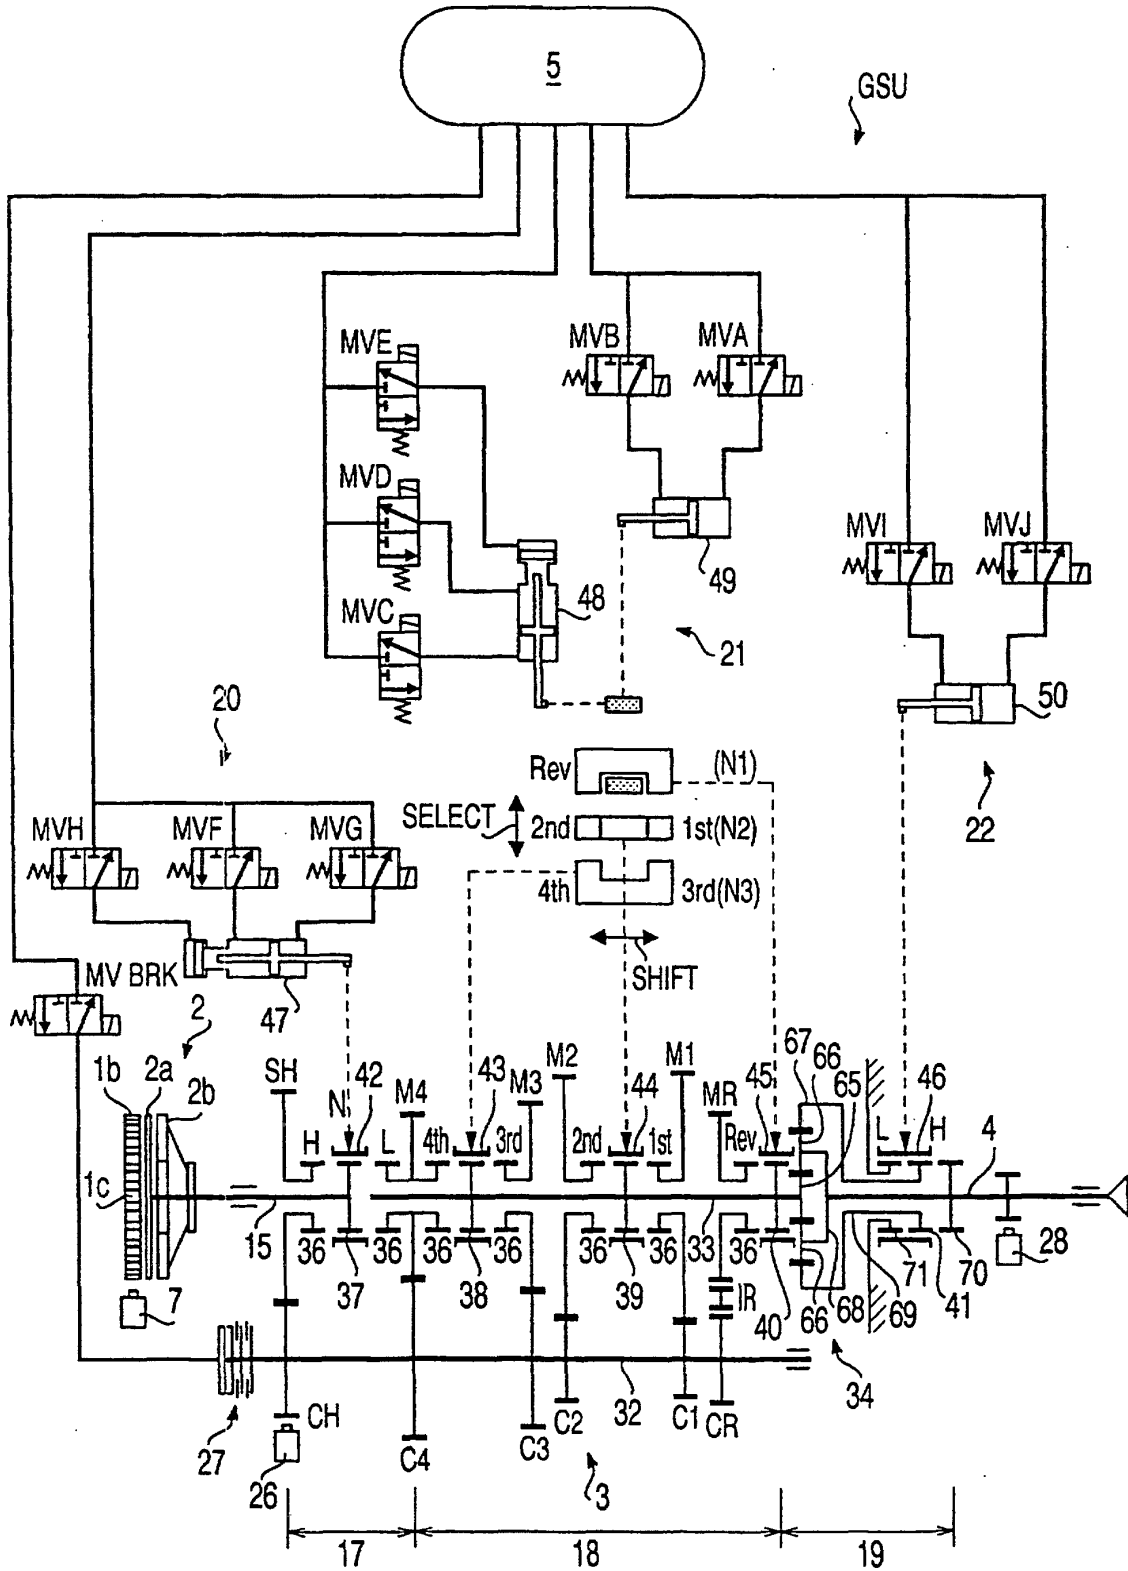 5
GSU
MVE
MVB
MVA
MVD
MVI
MVJ
49
48
MVC
21
20
50
Rev
(N1)
SELECT
2nd
1st(N2)
22
MVH
MVF
MVG
4th
3rd(N3)
SHIFT
MV BRK
47
2
1b
2a
2b
SH
42
M4
43
M3
M2
M1
44
MR
45
67
66
65
46
N
H
L
4th
3rd
2nd
1st
Rev
L
H
4
1c
15
33
36
37
36
36
38
36
36
39
36
36
40
66
68
69
71
41
70
28
7
IR
34
27
CH
26
C4
C3
C2
32
C1
CR
3
17
18
19